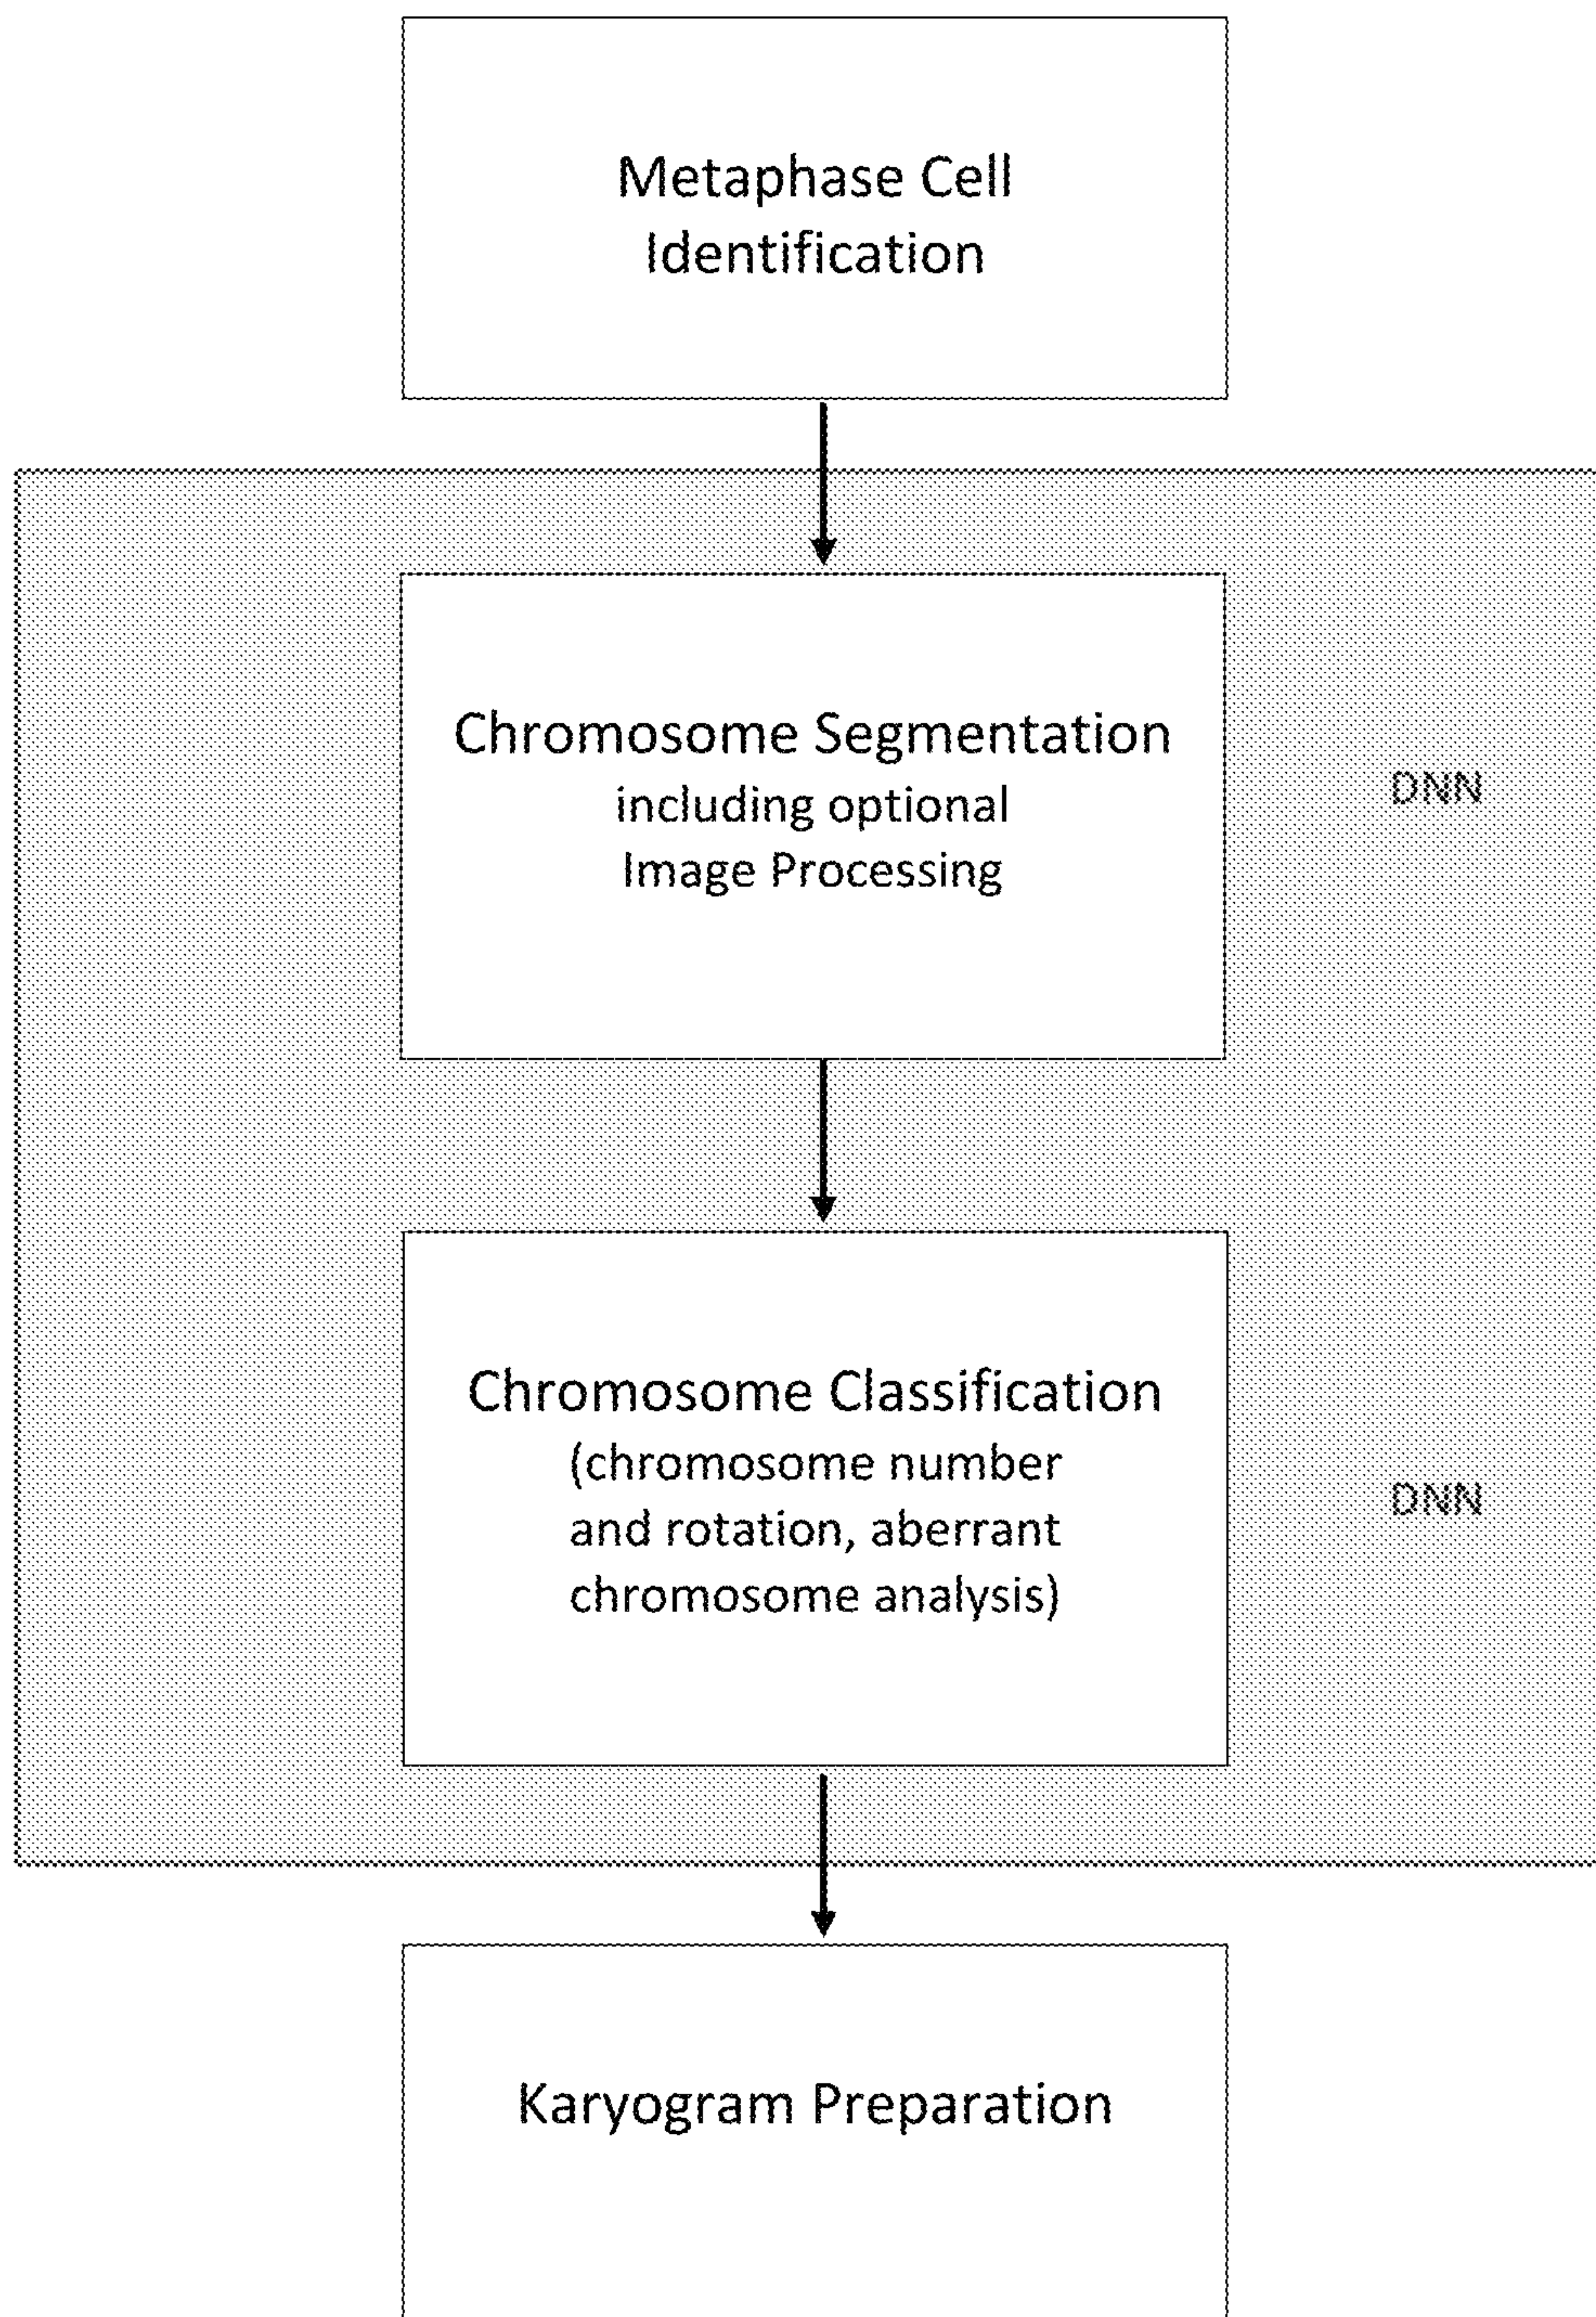 Metaphase Cell
Identification
Chromosome Segmentation
including optional
Image Processing
DNN
Chromosome Classification
(chromosome number
and rotation, aberrant
chromosome analysis)
DNN
Karyogram Preparation